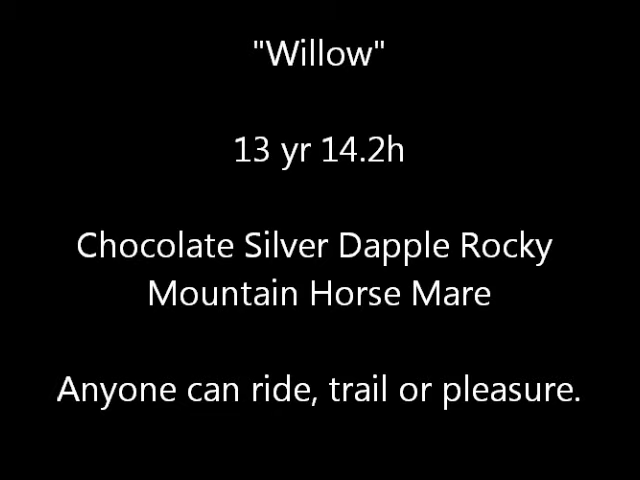 "Willow"
13 yr 14.2h
Chocolate Silver Dapple Rocky
Mountain Horse Mare
Anyone can ride, trail or pleasure.